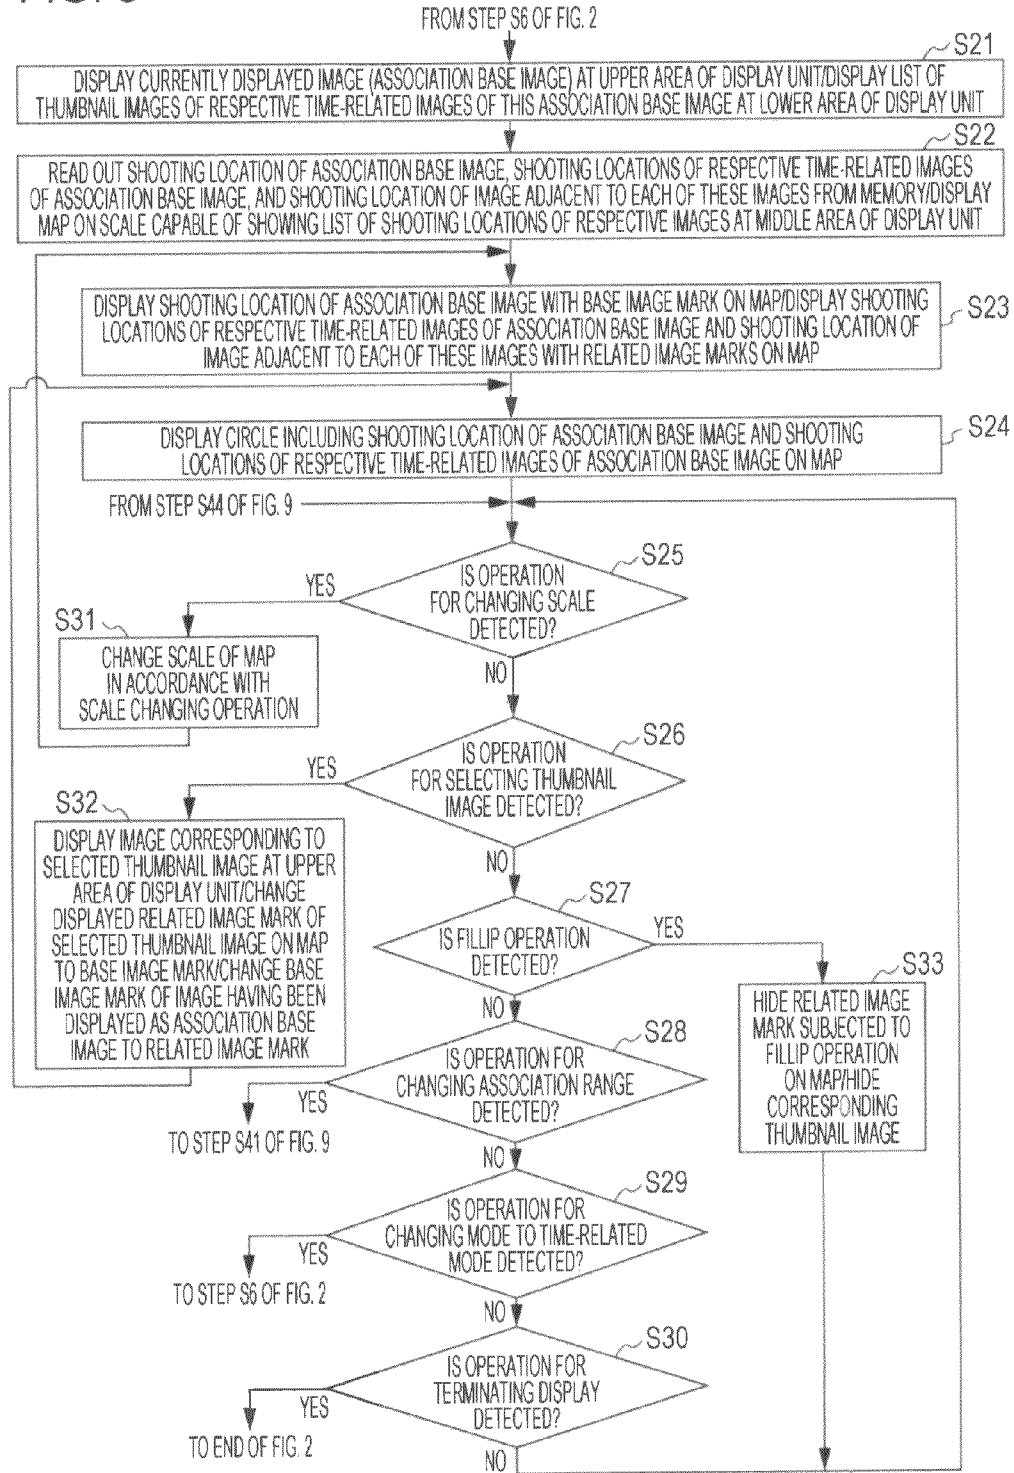 FROM STEP S6 OF FIG. 2
S21
DISPLAY CURRENTLY DISPLAYED IMAGE (ASSOCIATION BASE IMAGE) AT UPPER AREA OF DISPLAY UNIT/DISPLAY LIST OF
THUMBNAIL IMAGES OF RESPECTIVE TIME-RELATED IMAGES OF THIS ASSOCIATION BASE IMAGE AT LOWER AREA OF DISPLAY UNIT
S22
READ OUT SHOOTING LOCATION OF ASSOCIATION BASE IMAGE, SHOOTING LOCATIONS OF RESPECTIVE TIME-RELATED IMAGES
OF ASSOCIATION BASE IMAGE, AND SHOOTING LOCATION OF IMAGE ADJACENT TO EACH OF THESE IMAGES FROM MEMORY/DISPLAY
MAP ON SCALE CAPABLE OF SHOWING LIST OF SHOOTING LOCATIONS OF RESPECTIVE IMAGES AT MIDDLE AREA OF DISPLAY UNIT
S23
DISPLAY SHOOTING LOCATION OF ASSOCIATION BASE IMAGE WITH BASE IMAGE MARK ON MAP/DISPLAY SHOOTING
LOCATIONS OF RESPECTIVE TIME-RELATED IMAGES OF ASSOCIATION BASE IMAGE AND SHOOTING LOCATION OF
IMAGE ADJACENT TO EACH OF THESE IMAGES WITH RELATED IMAGE MARKS ON MAP
S24
DISPLAY CIRCLE INCLUDING SHOOTING LOCATION OF ASSOCIATION BASE IMAGE AND SHOOTING
LOCATIONS OF RESPECTIVE TIME-RELATED IMAGES OF ASSOCIATION BASE IMAGE ON MAP
FROM STEP S44 OF FIG. 9
S25
IS OPERATION
FOR CHANGING SCALE
DETECTED?
YES
NO
S31
CHANGE SCALE OF MAP
IN ACCORDANCE WITH
SCALE CHANGING OPERATION
S26
IS OPERATION
FOR SELECTING THUMBNAIL
IMAGE DETECTED?
YES
NO
S32
DISPLAY IMAGE CORRESPONDING TO
SELECTED THUMBNAIL IMAGE AT UPPER
AREA OF DISPLAY UNIT/CHANGE
DISPLAYED RELATED IMAGE MARK OF
SELECTED THUMBNAIL IMAGE ON MAP
TO BASE IMAGE MARK/CHANGE BASE
IMAGE MARK OF IMAGE HAVING BEEN
DISPLAYED AS ASSOCIATION BASE
IMAGE TO RELATED IMAGE MARK
S27
IS FILLIP OPERATION
DETECTED?
YES
NO
S33
HIDE RELATED IMAGE
MARK SUBJECTED TO
FILLIP OPERATION
ON MAP/HIDE
CORRESPONDING
THUMBNAIL IMAGE
S28
IS OPERATION FOR
CHANGING ASSOCIATION RANGE
DETECTED?
YES
TO STEP S41 OF FIG. 9
NO
S29
IS OPERATION FOR
CHANGING MODE TO TIME-RELATED
MODE DETECTED?
YES
TO STEP S6 OF FIG. 2
NO
S30
IS OPERATION FOR
TERMINATING DISPLAY
DETECTED?
YES
TO END OF FIG. 2
NO